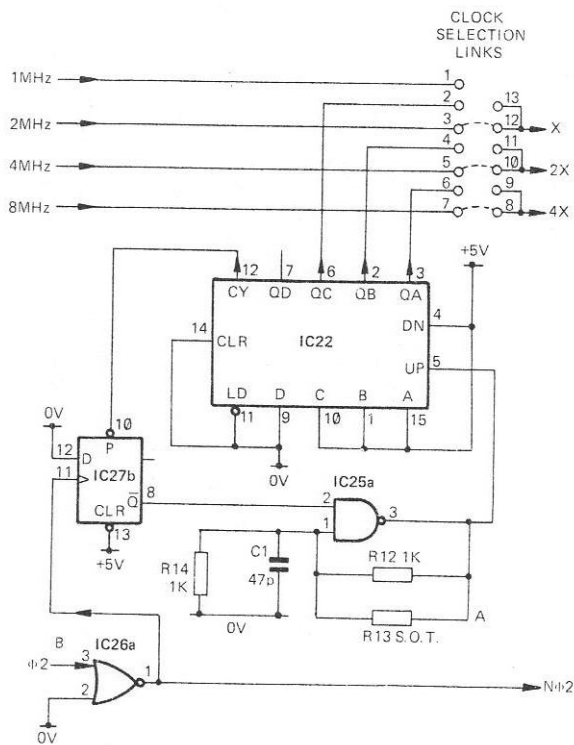 CLOCK
SELECTION
LINKS
1MHz 1
2 13
2MHz 3 12 X
4 11
4MHz 5 10 2X
6 9
8MHz 7 8 4X
+5V
12 7 6 2 3
CY QD QC QB QA
DN 4
14 CLR IC22
UP 5
LD D C B A
11 9 10 1 15
0V
10
0V
P
12 D
11 IC27b
Q̅ 8
CLR
13
+5V
IC25a
2
1 3
R14
1K
C1
47p
0V
R12 1K
R13 S.O.T.
A
IC26a
B
Φ2 3
1
2
NΦ2
0V